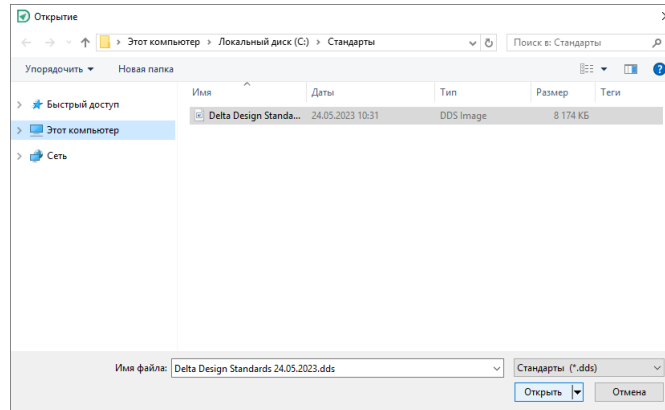 Открытие
Этот компьютер > Локальный диск (C:) > Стандарты
Поиск в: Стандарты
Упорядочить Новая папка
Имя Даты Тип Размер Теги
Быстрый доступ
Delta Design Standa... 24.05.2023 10:31 DDS Image 8 174 КБ
Этот компьютер
Сеть
Имя файла: Delta Design Standards 24.05.2023.dds Стандарты (*.dds)
Открыть Отмена